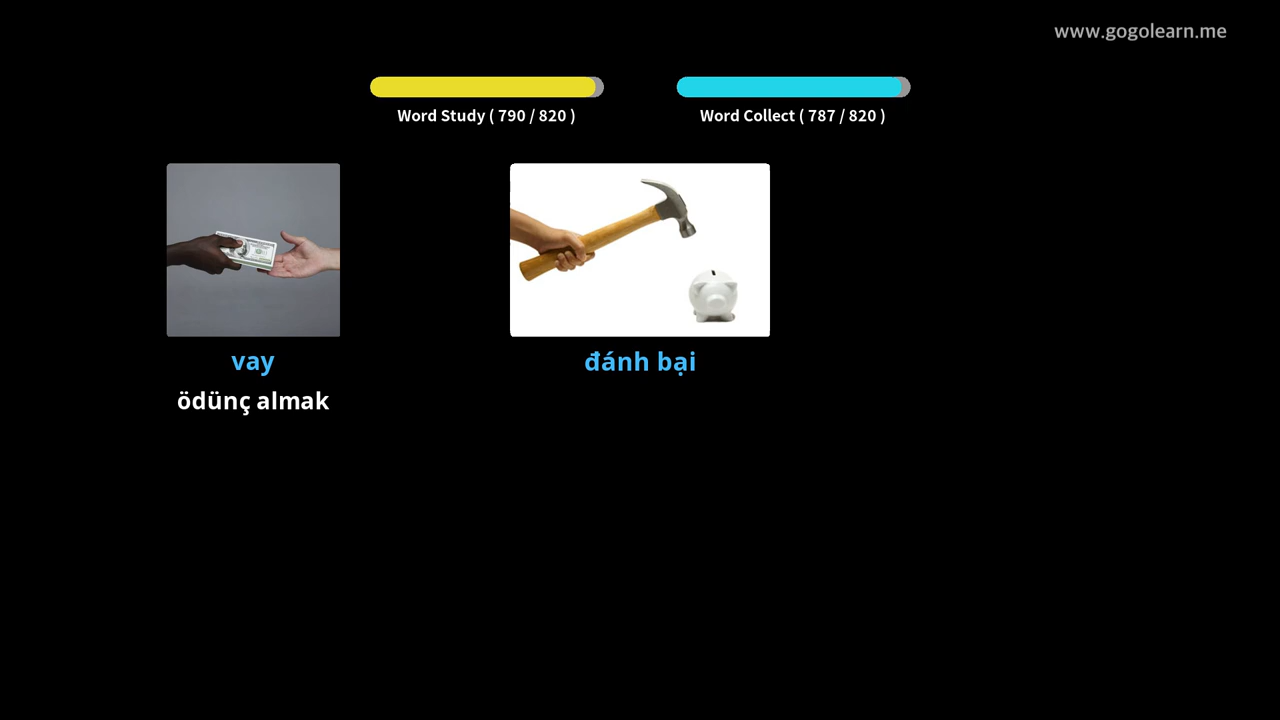 www.gogolearn.me
Word Study ( 790 / 820 )
Word Collect ( 787 / 820 )
vay
ödünç almak
đánh bại